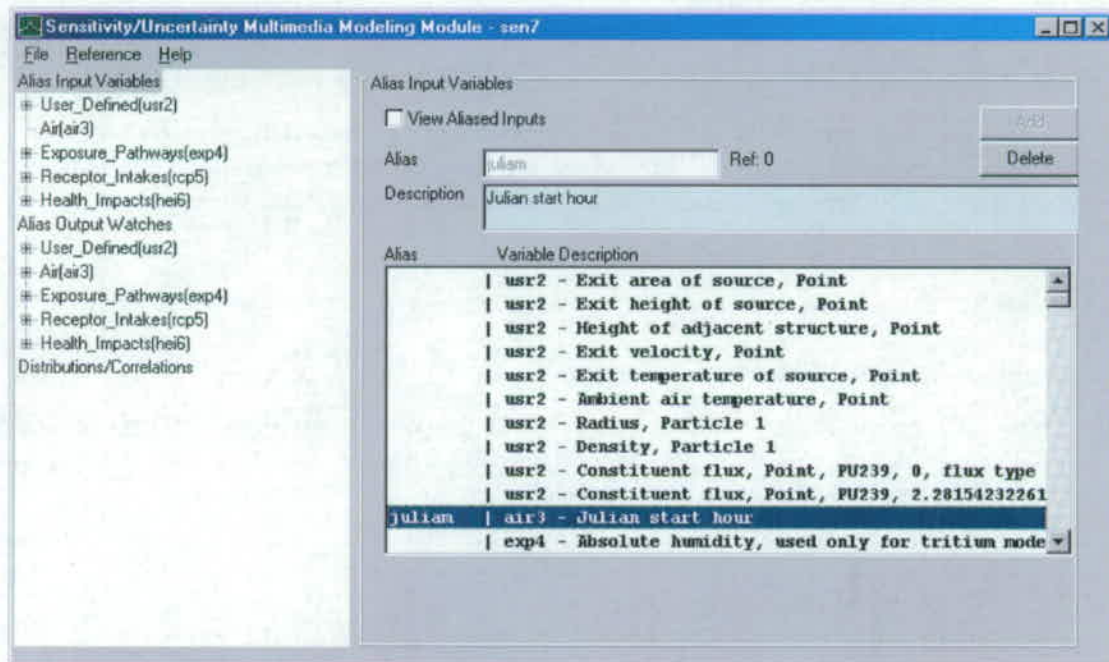 Sensitivity/Uncertainty Multimedia Modeling Module - sen7
File Reference Help
Alias Input Variables
User_Defined(usr2)
Air(air3)
Exposure_Pathways(exp4)
Receptor_Intakes(rcp5)
Health_Impacts(hei6)
Alias Output Watches
User_Defined(usr2)
Air(air3)
Exposure_Pathways(exp4)
Receptor_Intakes(rcp5)
Health_Impacts(hei6)
Distributions/Correlations
Alias Input Variables
View Aliased Inputs
Add
Alias juliam Ref: 0 Delete
Description Julian start hour
Alias Variable Description
| usr2 - Exit area of source, Point
| usr2 - Exit height of source, Point
| usr2 - Height of adjacent structure, Point
| usr2 - Exit velocity, Point
| usr2 - Exit temperature of source, Point
| usr2 - Ambient air temperature, Point
| usr2 - Radius, Particle 1
| usr2 - Density, Particle 1
| usr2 - Constituent flux, Point, PU239, 0, flux type
| usr2 - Constituent flux, Point, PU239, 2.28154232261
juliam | air3 - Julian start hour
| exp4 - Absolute humidity, used only for tritium mode